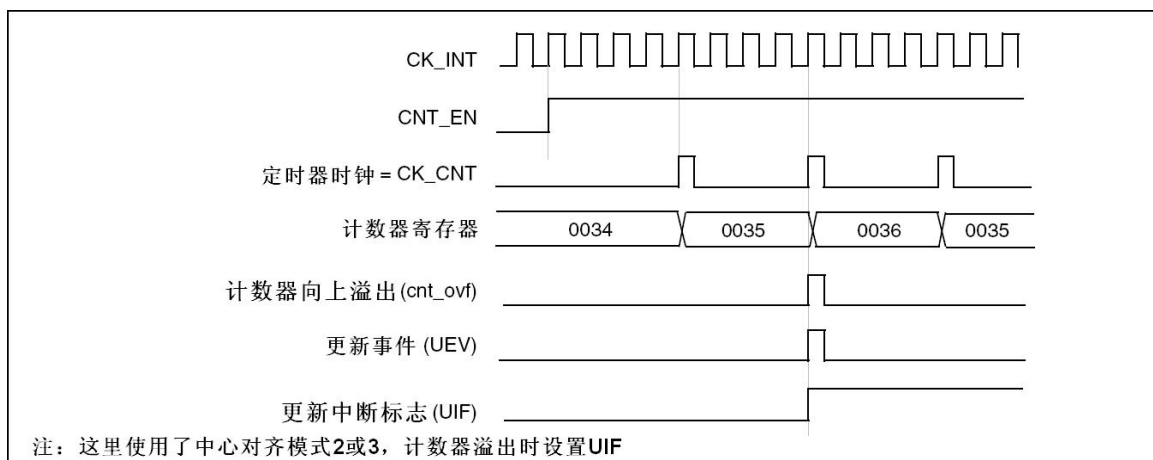 CK_INT
CNT_EN
定时器时钟 = CK_CNT
计数器寄存器 0034 0035 0036 0035
计数器向上溢出(cnt_ovf)
更新事件 (UEV)
更新中断标志 (UIF)
注：这里使用了中心对齐模式2或3，计数器溢出时设置UIF